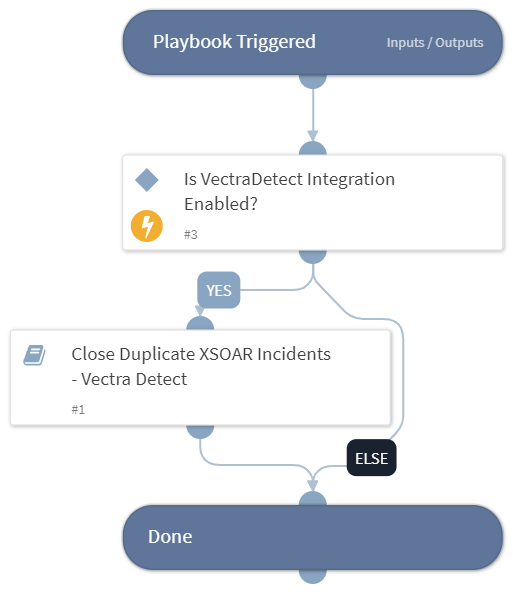 Playbook Triggered
Inputs / Outputs
Is VectraDetect Integration
Enabled?
#3
YES
Close Duplicate XSOAR Incidents
- Vectra Detect
#1
ELSE
Done